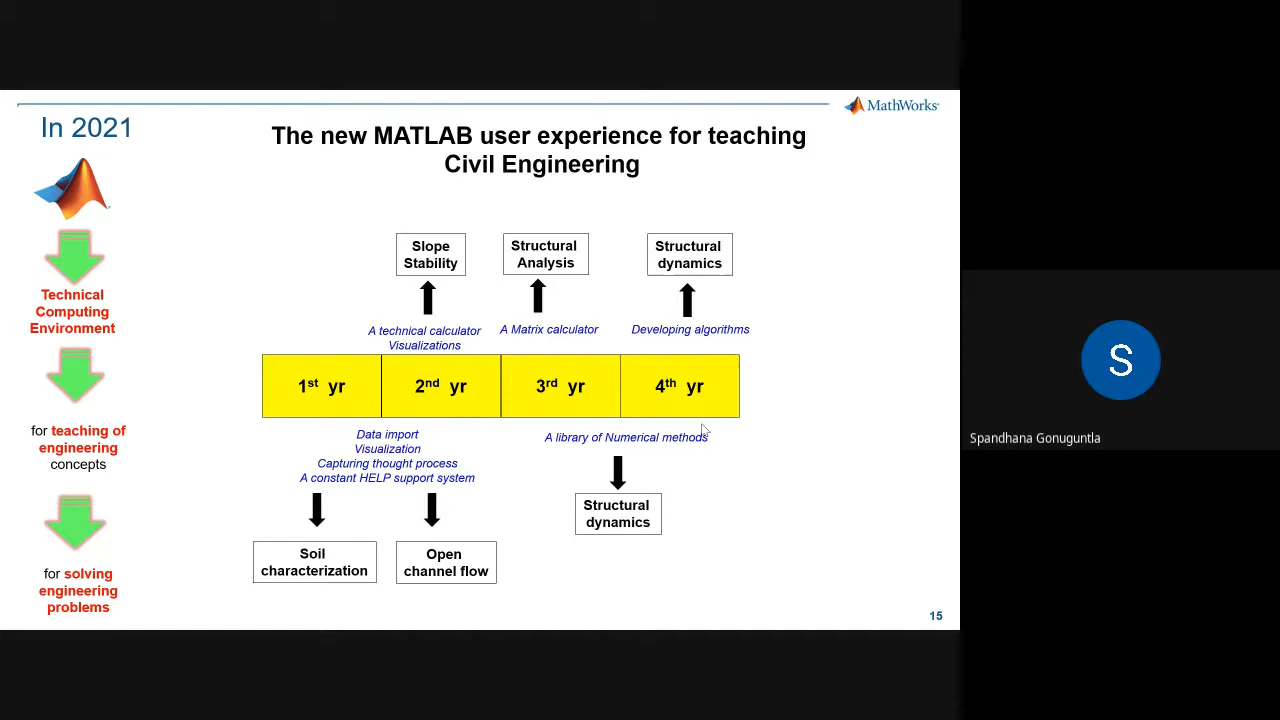 In 2021
MathWorks®
The new MATLAB user experience for teaching
Civil Engineering
Technical
Computing
Environment
for teaching of
engineering
concepts
for solving
engineering
problems
Slope
Stability
Structural
Analysis
Structural
dynamics
A technical calculator
Visualizations
A Matrix calculator
Developing algorithms
1st yr
2nd yr
3rd yr
4th yr
Data import
Visualization
Capturing thought process
A constant HELP support system
A library of Numerical methods
Soil
characterization
Open
channel flow
Structural
dynamics
15
S
Spandhana Gonuguntla